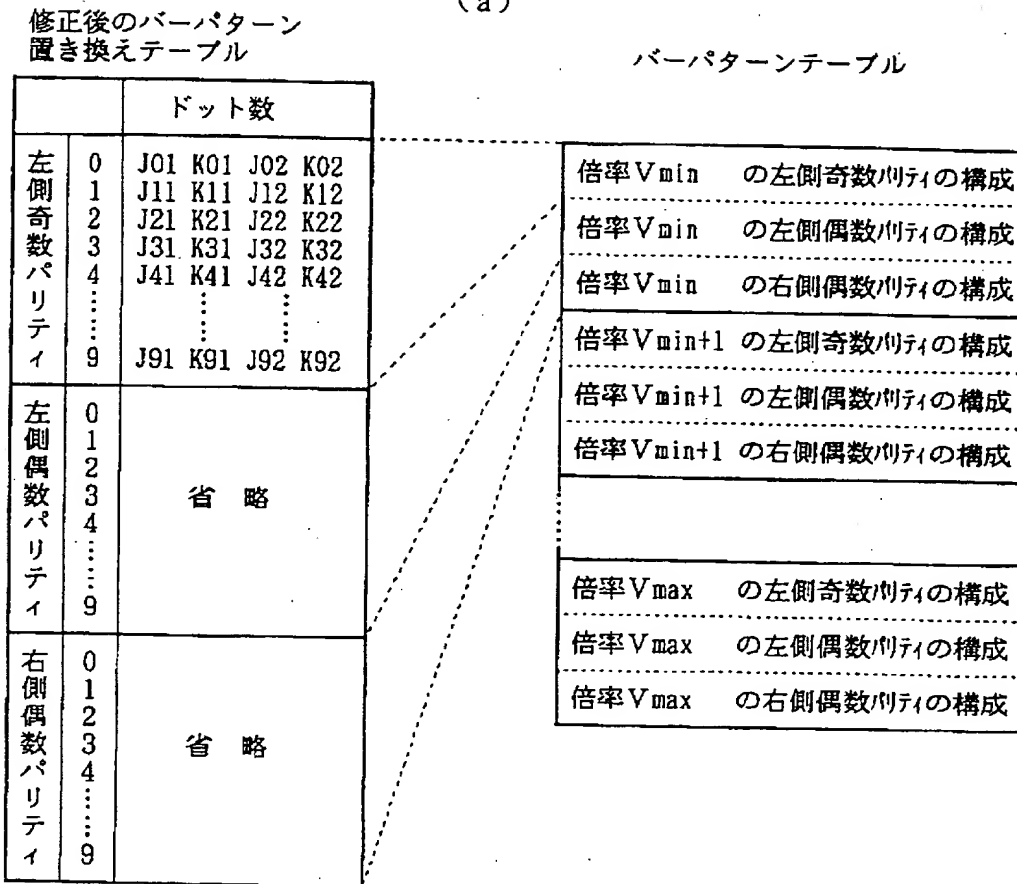 (a)
修正後のバーパターン
置き換えテーブル
ドット数
左側奇数パリティ
0 J01 K01 J02 K02
1 J11 K11 J12 K12
2 J21 K21 J22 K22
3 J31 K31 J32 K32
4 J41 K41 J42 K42
9 J91 K91 J92 K92
左側偶数パリティ
0
1
2
3
4
9
省略
右側偶数パリティ
0
1
2
3
4
9
省略
バーパターンテーブル
倍率Vmin の左側奇数パリティの構成
倍率Vmin の左側偶数パリティの構成
倍率Vmin の右側偶数パリティの構成
倍率Vmin+1 の左側奇数パリティの構成
倍率Vmin+1 の左側偶数パリティの構成
倍率Vmin+1 の右側偶数パリティの構成
倍率Vmax の左側奇数パリティの構成
倍率Vmax の左側偶数パリティの構成
倍率Vmax の右側偶数パリティの構成